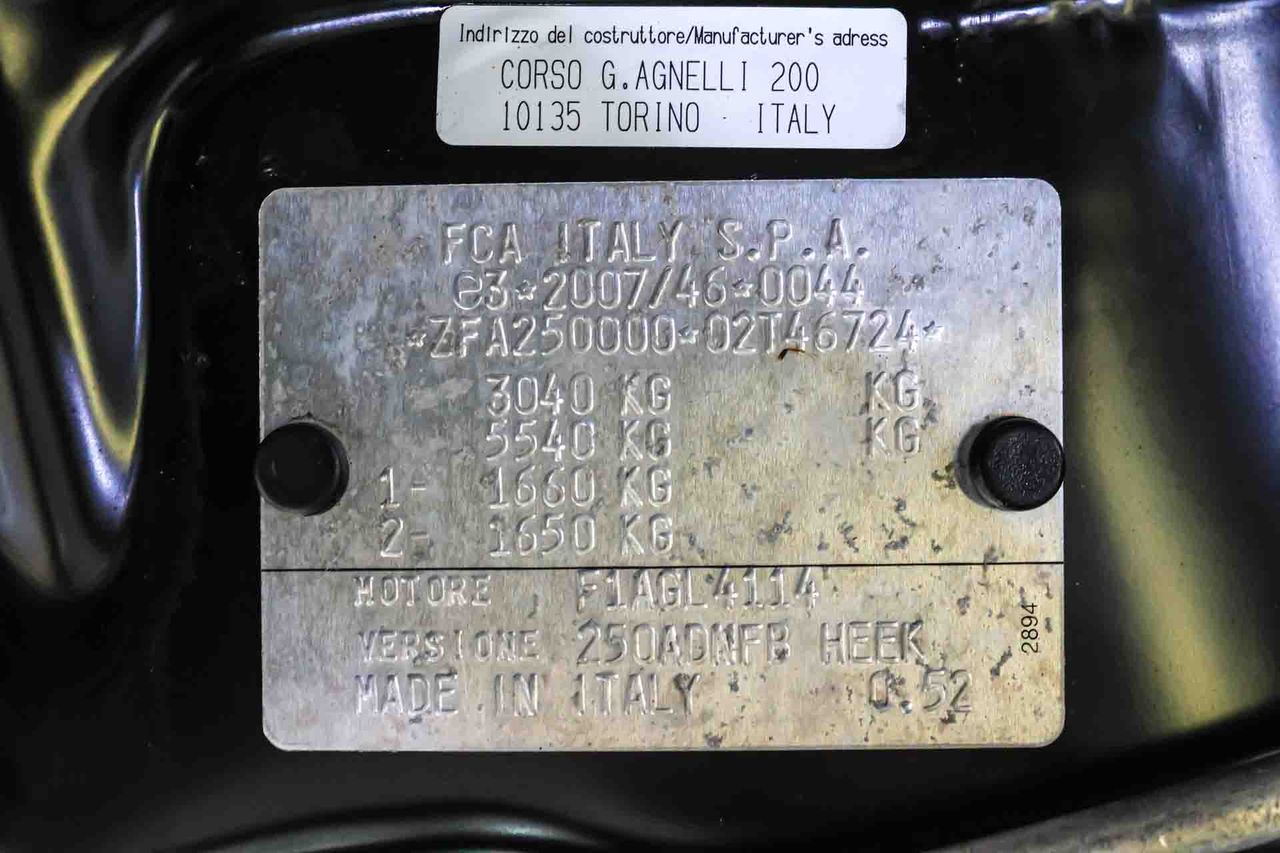 Indirizzo del costruttore/Manufacturer's adress
CORSO G.AGNELLI 200
10135 TORINO - ITALY
FCA ITALY S.P.A.
e3*2007/46*0044
*ZFA250000*02T46724*
3040 KG KG
5540 KG KG
1- 1660 KG
2- 1650 KG
MOTORE F1AGL4114
VERSIONE 250ADNFB HEEK
MADE IN ITALY 0.52
2894